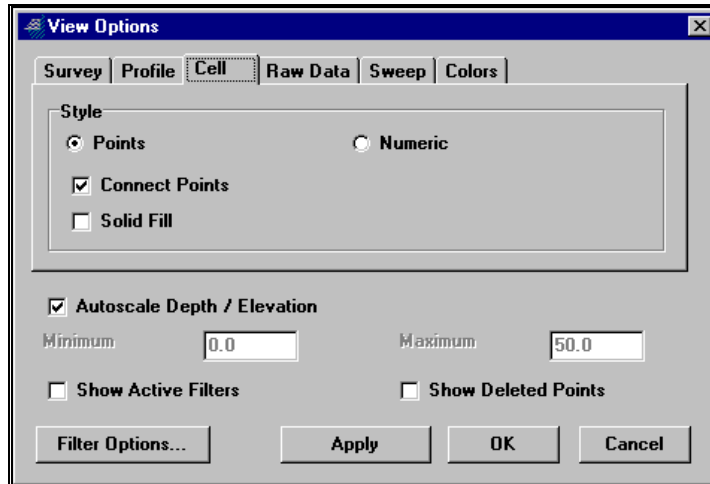 View Options
Survey Profile Cell Raw Data Sweep Colors
Style
Points Numeric
Connect Points
Solid Fill
Autoscale Depth / Elevation
Minimum 0.0 Maximum 50.0
Show Active Filters Show Deleted Points
Filter Options... Apply OK Cancel